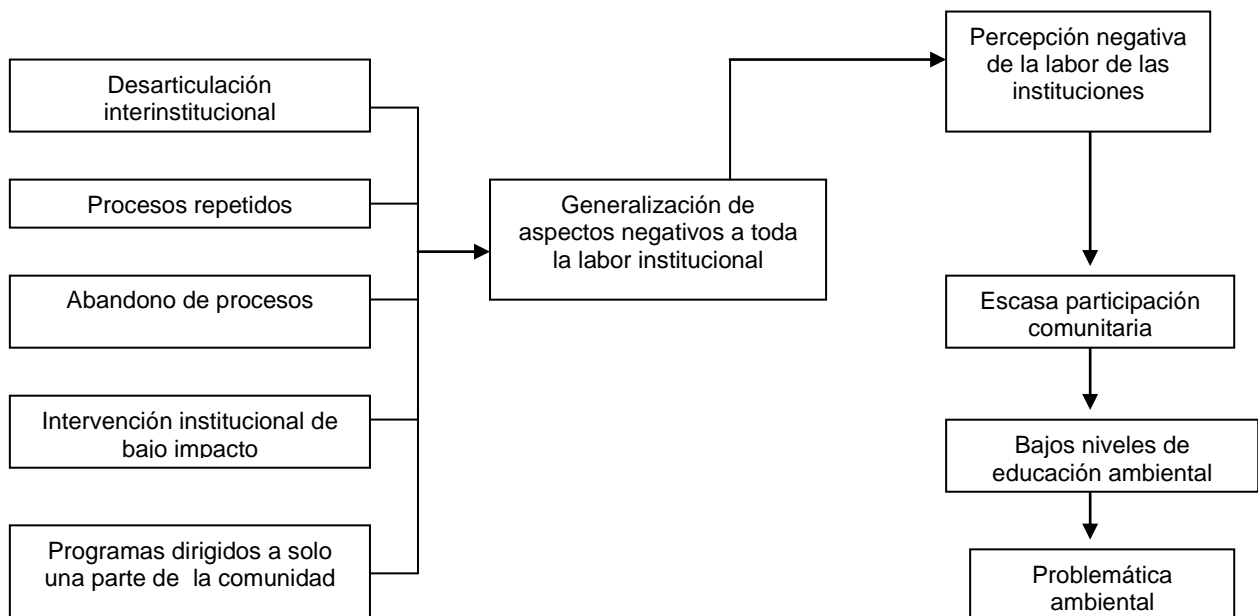 Desarticulación
interinstitucional
Procesos repetidos
Abandono de procesos
Intervención institucional de
bajo impacto
Programas dirigidos a solo
una parte de la comunidad
Generalización de
aspectos negativos a toda
la labor institucional
Percepción negativa
de la labor de las
instituciones
Escasa participación
comunitaria
Bajos niveles de
educación ambiental
Problemática
ambiental